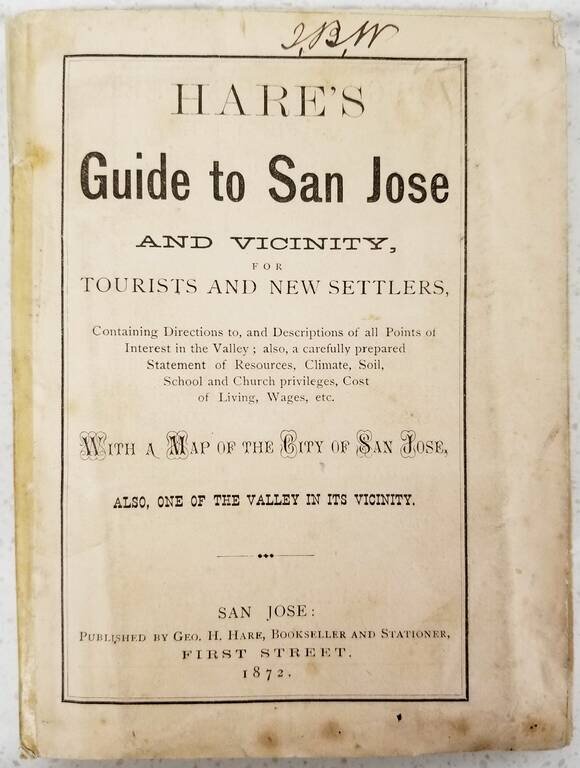 J,B,W
HARE'S
Guide to San Jose
AND VICINITY,
FOR
TOURISTS AND NEW SETTLERS,
Containing Directions to, and Descriptions of all Points of
Interest in the Valley; also, a carefully prepared
Statement of Resources, Climate, Soil,
School and Church privileges, Cost
of Living, Wages, etc.
WITH A MAP OF THE CITY OF SAN JOSE,
ALSO, ONE OF THE VALLEY IN ITS VICINITY.
SAN JOSE:
PUBLISHED BY GEO. H. HARE, BOOKSELLER AND STATIONER,
FIRST STREET.
1872.